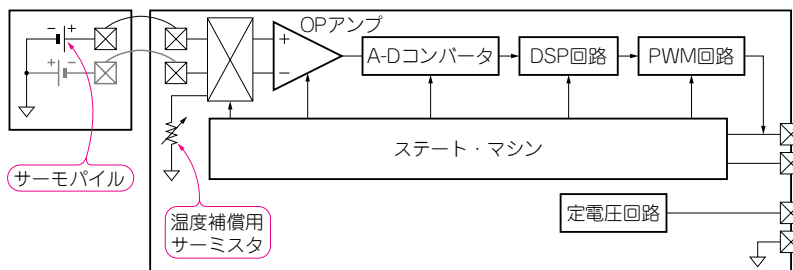 OPアンプ
− +
+ −
+
−
A-Dコンバータ
DSP回路
PWM回路
ステート・マシン
サーモパイル
温度補償用
サーミスタ
定電圧回路